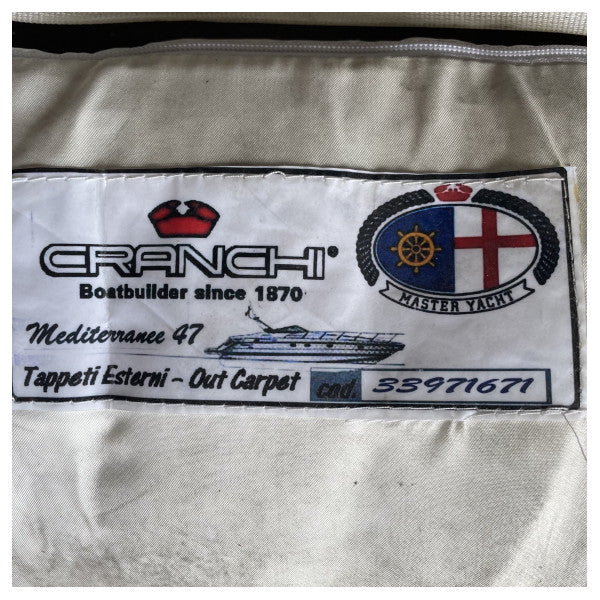 CRANCHI®
Boatbuilder since 1870
MASTER YACHT
Mediterranee 47
Tappeti Esterni - Out Carpet cod. 33971671